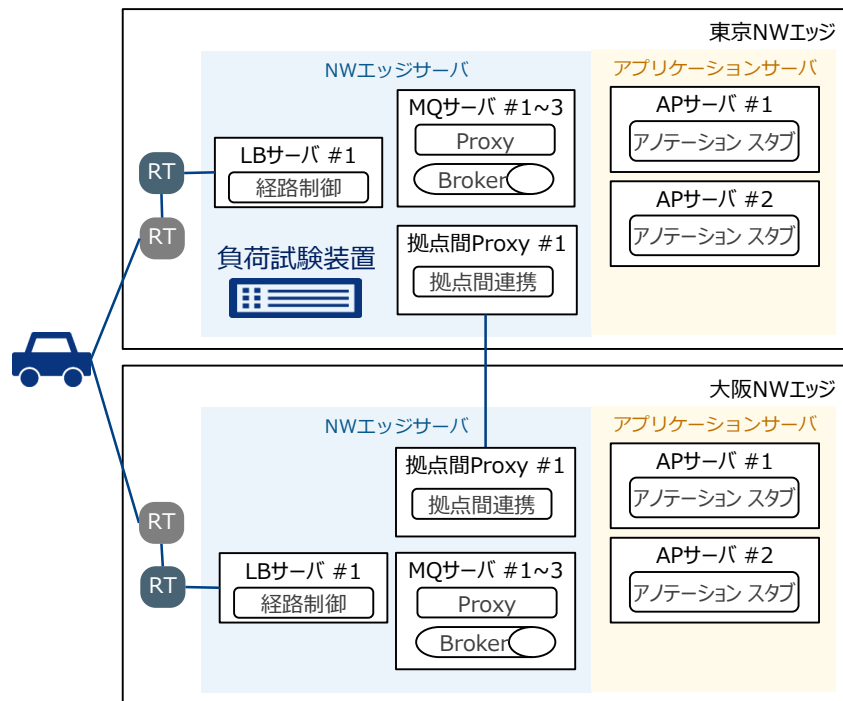 東京NWエッジ
NWエッジサーバ
アプリケーションサーバ
MQサーバ #1~3
Proxy
Broker
APサーバ #1
アノテーション スタブ
LBサーバ #1
経路制御
RT
RT
APサーバ #2
アノテーション スタブ
拠点間Proxy #1
拠点間連携
負荷試験装置
大阪NWエッジ
NWエッジサーバ
アプリケーションサーバ
拠点間Proxy #1
拠点間連携
APサーバ #1
アノテーション スタブ
RT
RT
LBサーバ #1
経路制御
MQサーバ #1~3
Proxy
Broker
APサーバ #2
アノテーション スタブ